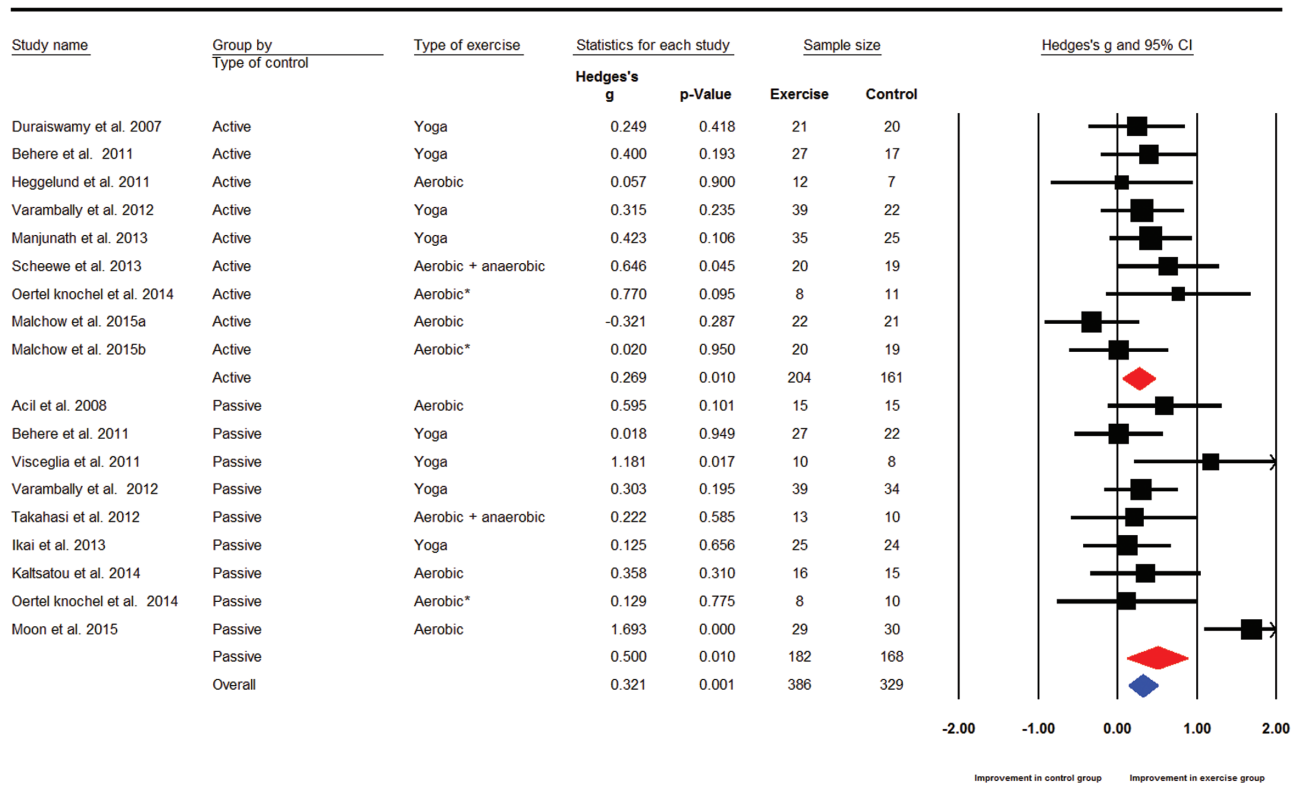 Study name Group by Type of exercise Statistics for each study Sample size Hedges's g and 95% CI
Type of control
Hedges's
g p-Value Exercise Control
Duraiswamy et al. 2007 Active Yoga 0.249 0.418 21 20
Behere et al. 2011 Active Yoga 0.400 0.193 27 17
Heggelund et al. 2011 Active Aerobic 0.057 0.900 12 7
Varambally et al. 2012 Active Yoga 0.315 0.235 39 22
Manjunath et al. 2013 Active Yoga 0.423 0.106 35 25
Scheewe et al. 2013 Active Aerobic + anaerobic 0.646 0.045 20 19
Oertel knochel et al. 2014 Active Aerobic* 0.770 0.095 8 11
Malchow et al. 2015a Active Aerobic -0.321 0.287 22 21
Malchow et al. 2015b Active Aerobic* 0.020 0.950 20 19
Active 0.269 0.010 204 161
Acil et al. 2008 Passive Aerobic 0.595 0.101 15 15
Behere et al. 2011 Passive Yoga 0.018 0.949 27 22
Visceglia et al. 2011 Passive Yoga 1.181 0.017 10 8
Varambally et al. 2012 Passive Yoga 0.303 0.195 39 34
Takahasi et al. 2012 Passive Aerobic + anaerobic 0.222 0.585 13 10
Ikai et al. 2013 Passive Yoga 0.125 0.656 25 24
Kaltsatou et al. 2014 Passive Aerobic 0.358 0.310 16 15
Oertel knochel et al. 2014 Passive Aerobic* 0.129 0.775 8 10
Moon et al. 2015 Passive Aerobic 1.693 0.000 29 30
Passive 0.500 0.010 182 168
Overall 0.321 0.001 386 329
-2.00 -1.00 0.00 1.00 2.00
Improvement in control group Improvement in exercise group